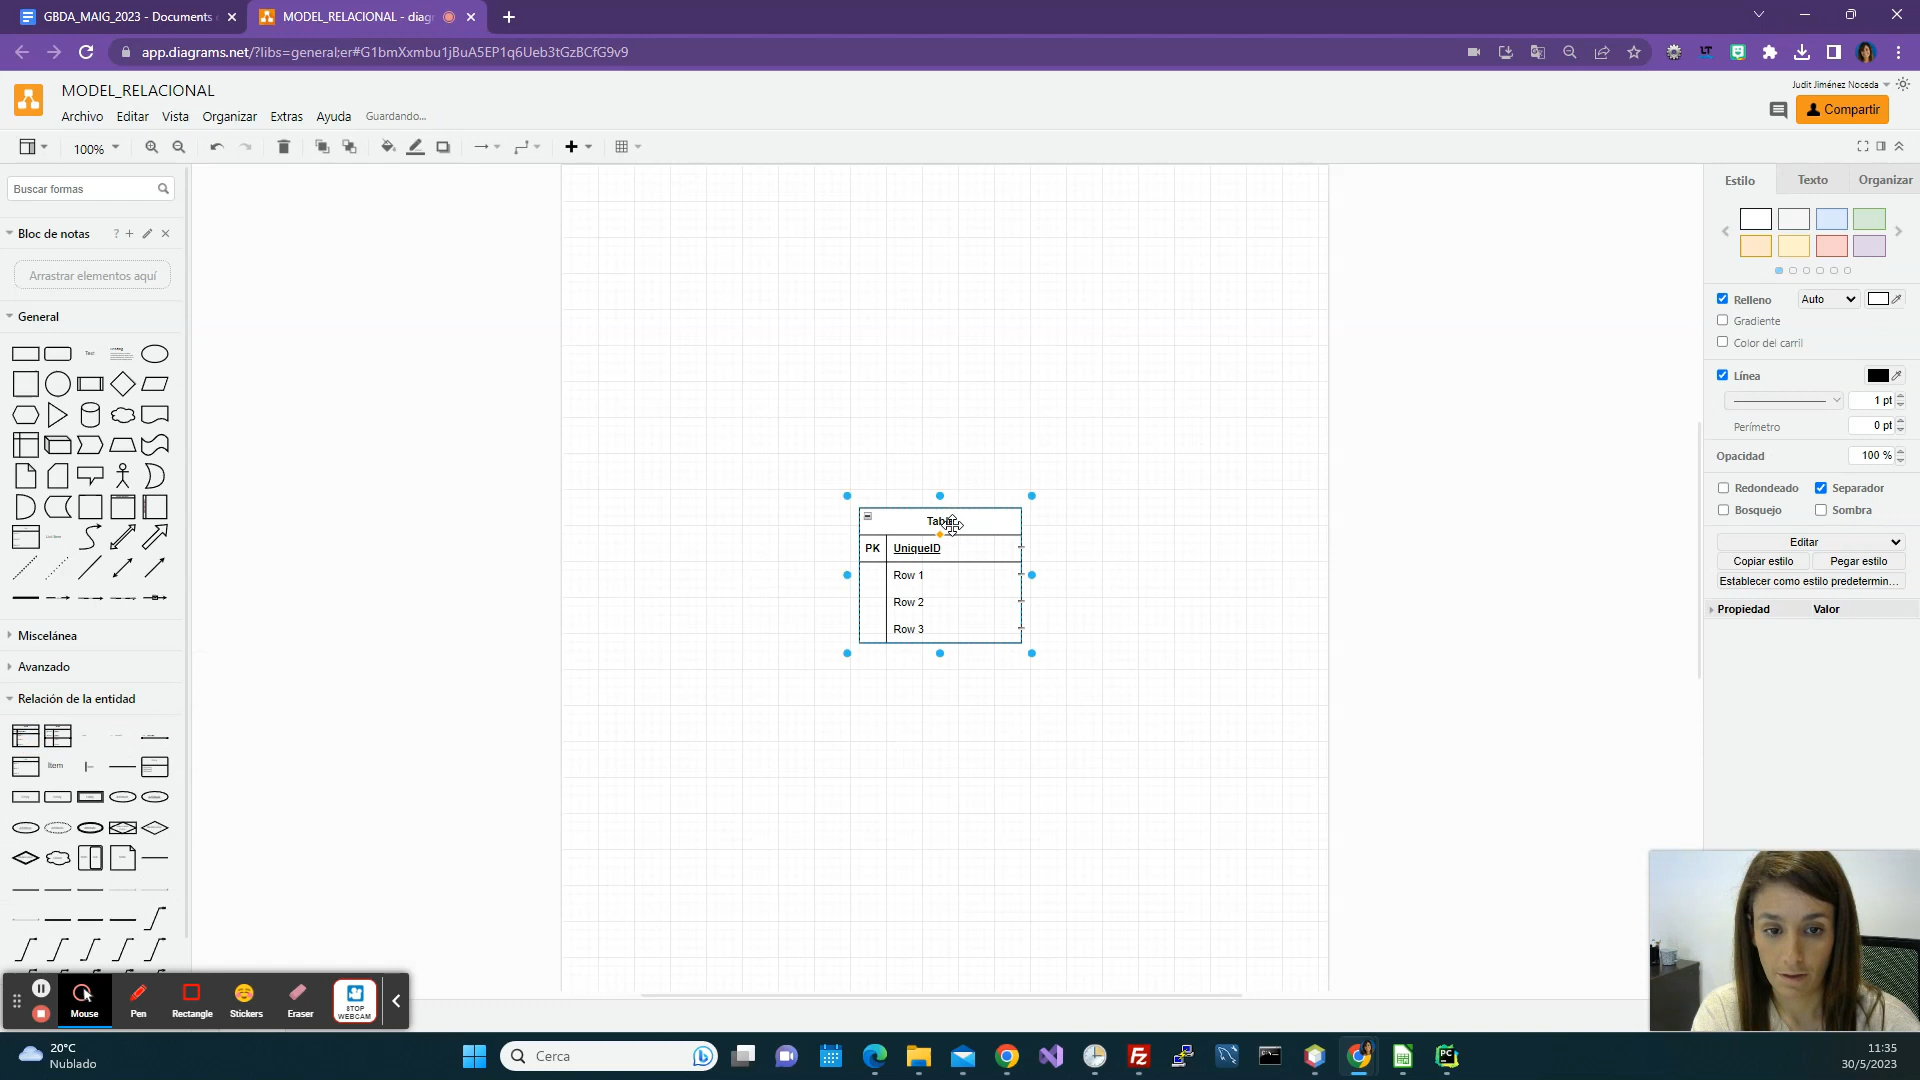 GBDA_MAIG_2023 - Documents
MODEL_RELACIONAL - diag
app.diagrams.net/?libs=general;er#G1bmXxmbu1jBuA5EP1q6Ueb3tGzBCfG9v9
MODEL_RELACIONAL
Judit Jiménez Noceda
Archivo Editar Vista Organizar Extras Ayuda Guardando...
Compartir
100%
Buscar formas
Estilo Texto Organizar
Bloc de notas
Arrastrar elementos aquí
General
Text
Relleno Auto
Gradiente
Color del carril
Línea
1 pt
Perímetro 0 pt
Opacidad 100 %
Redondeado Separador
Bosquejo Sombra
Editar
Copiar estilo Pegar estilo
Establecer como estilo predetermin...
Propiedad Valor
PK UniqueID
Row 1
Row 2
Row 3
List Item
Miscelánea
Avanzado
Relación de la entidad
Item
Mouse
Pen
Rectangle
Stickers
Eraser
STOP
WEBCAM
20°C
Nublado
Cerca
11:35
30/5/2023